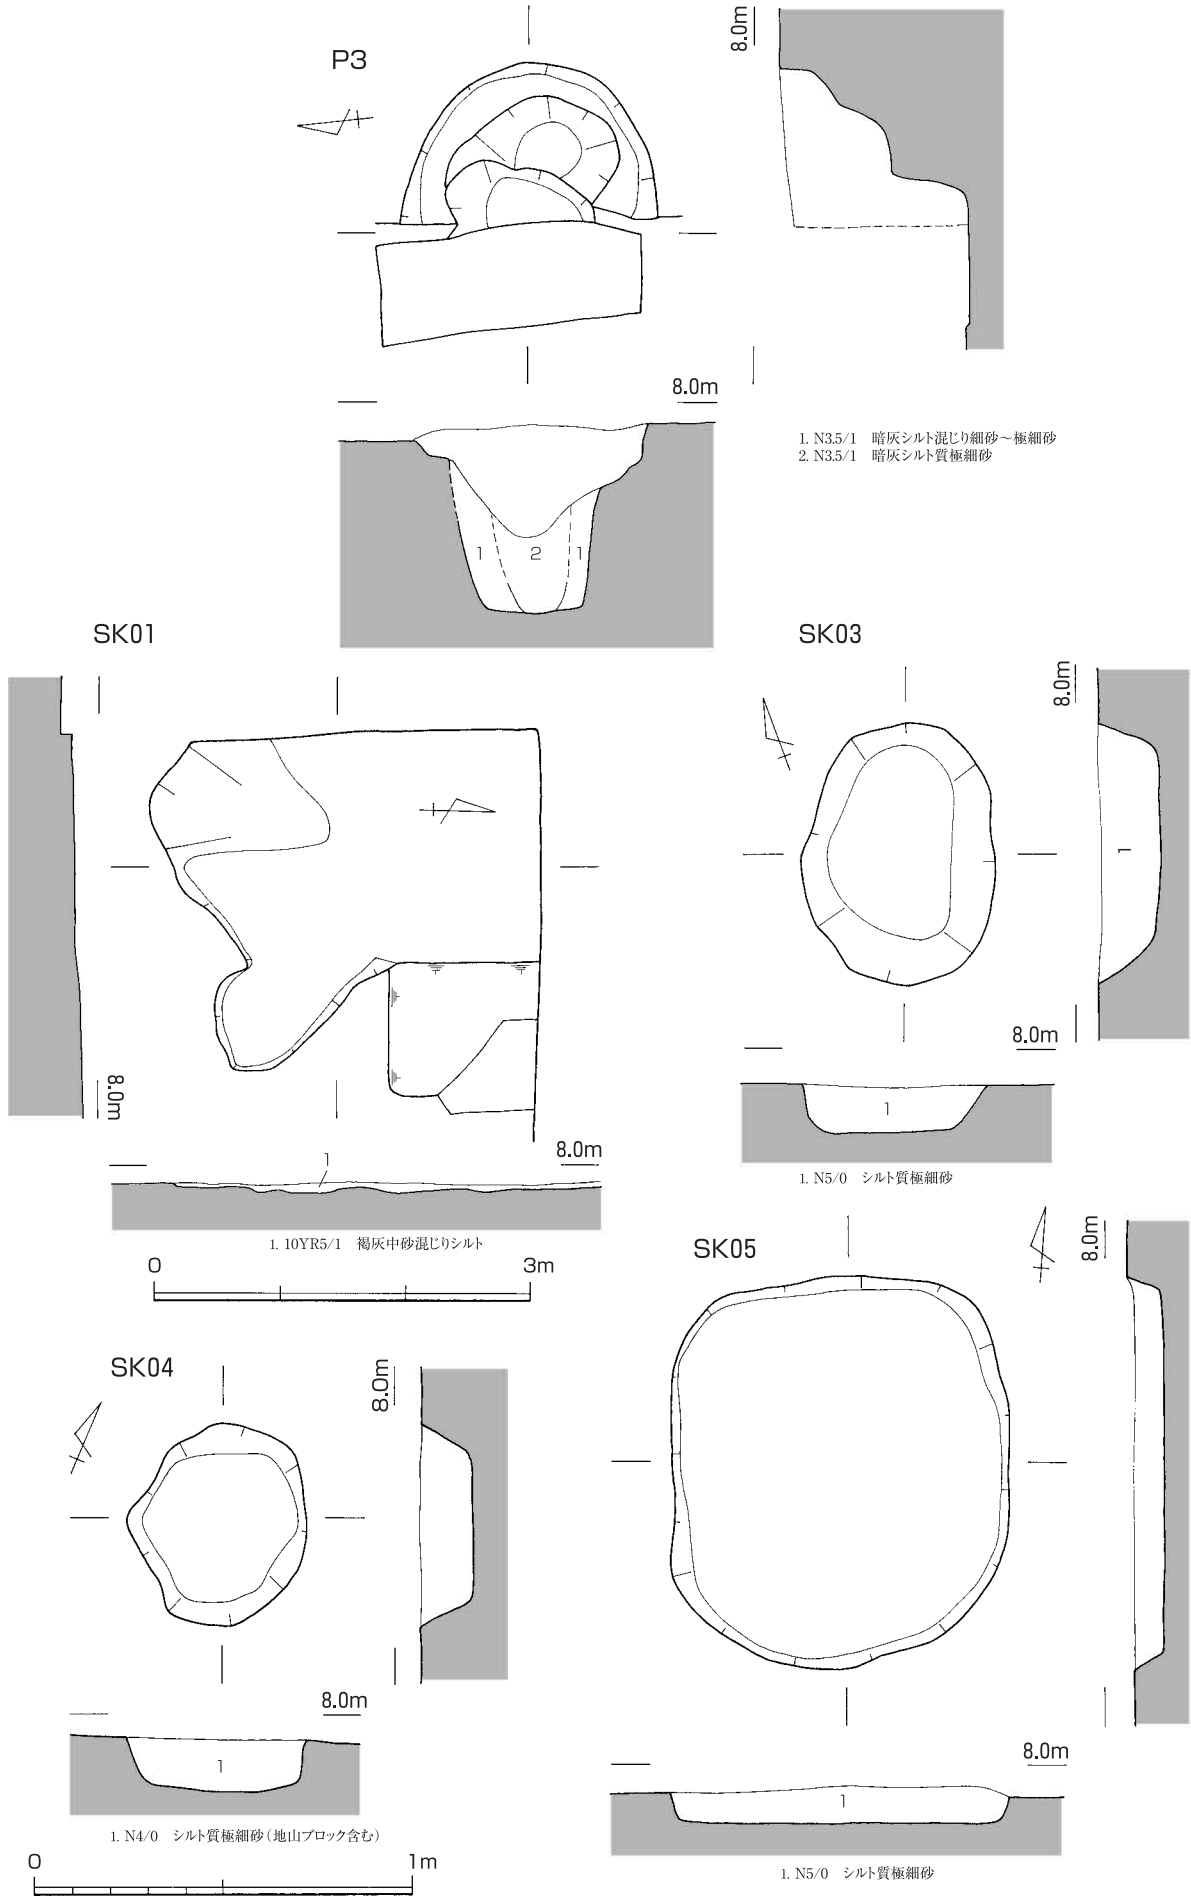 P3
8.0m
8.0m
1. N3.5/1 暗灰シルト混じり細砂～極細砂
2. N3.5/1 暗灰シルト質極細砂
1 2 1
SK01
8.0m
8.0m
1
1. 10YR5/1 褐灰中砂混じりシルト
0 3m
SK03
8.0m
1
8.0m
1
1. N5/0 シルト質極細砂
SK04
8.0m
8.0m
1
1. N4/0 シルト質極細砂(地山ブロック含む)
0 1m
SK05
8.0m
8.0m
1
1. N5/0 シルト質極細砂